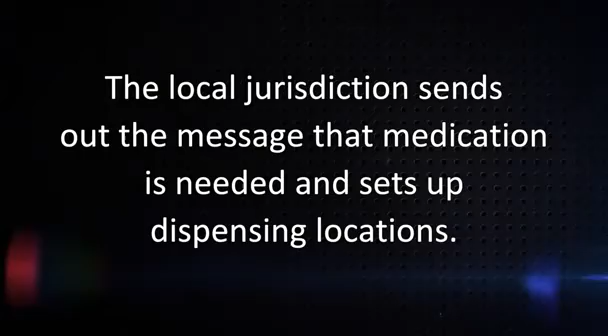 The local jurisdiction sends
out the message that medication
is needed and sets up
dispensing locations.